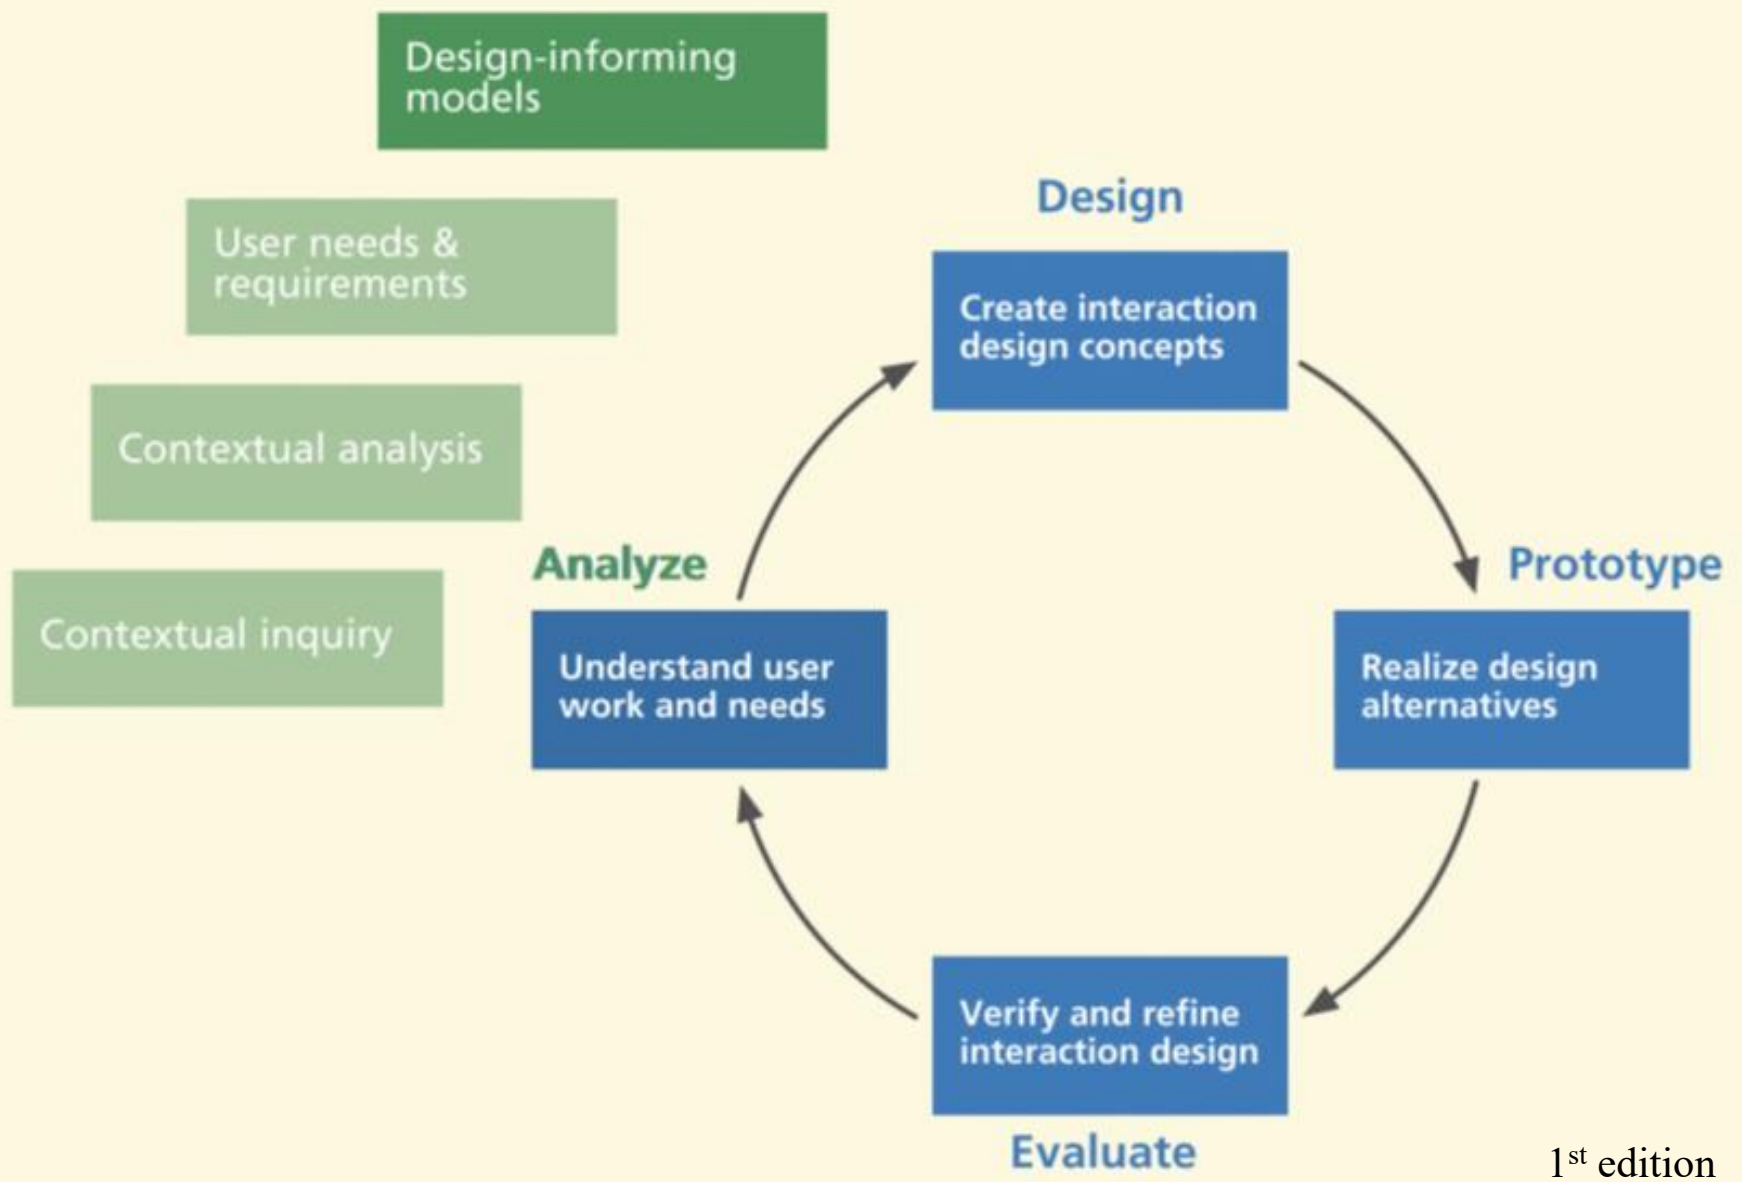 Design-informing
models
User needs &
requirements
Contextual analysis
Contextual inquiry
Analyze
Understand user
work and needs
Design
Create interaction
design concepts
Prototype
Realize design
alternatives
Verify and refine
interaction design
Evaluate
1st edition